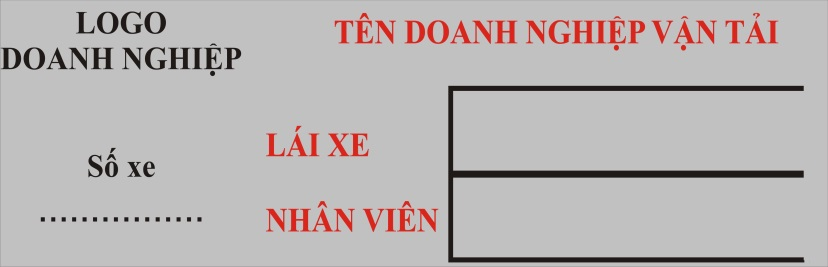 LOGO
DOANH NGHIỆP
TÊN DOANH NGHIỆP VẬN TẢI
LÁI XE
Số xe
................
NHÂN VIÊN